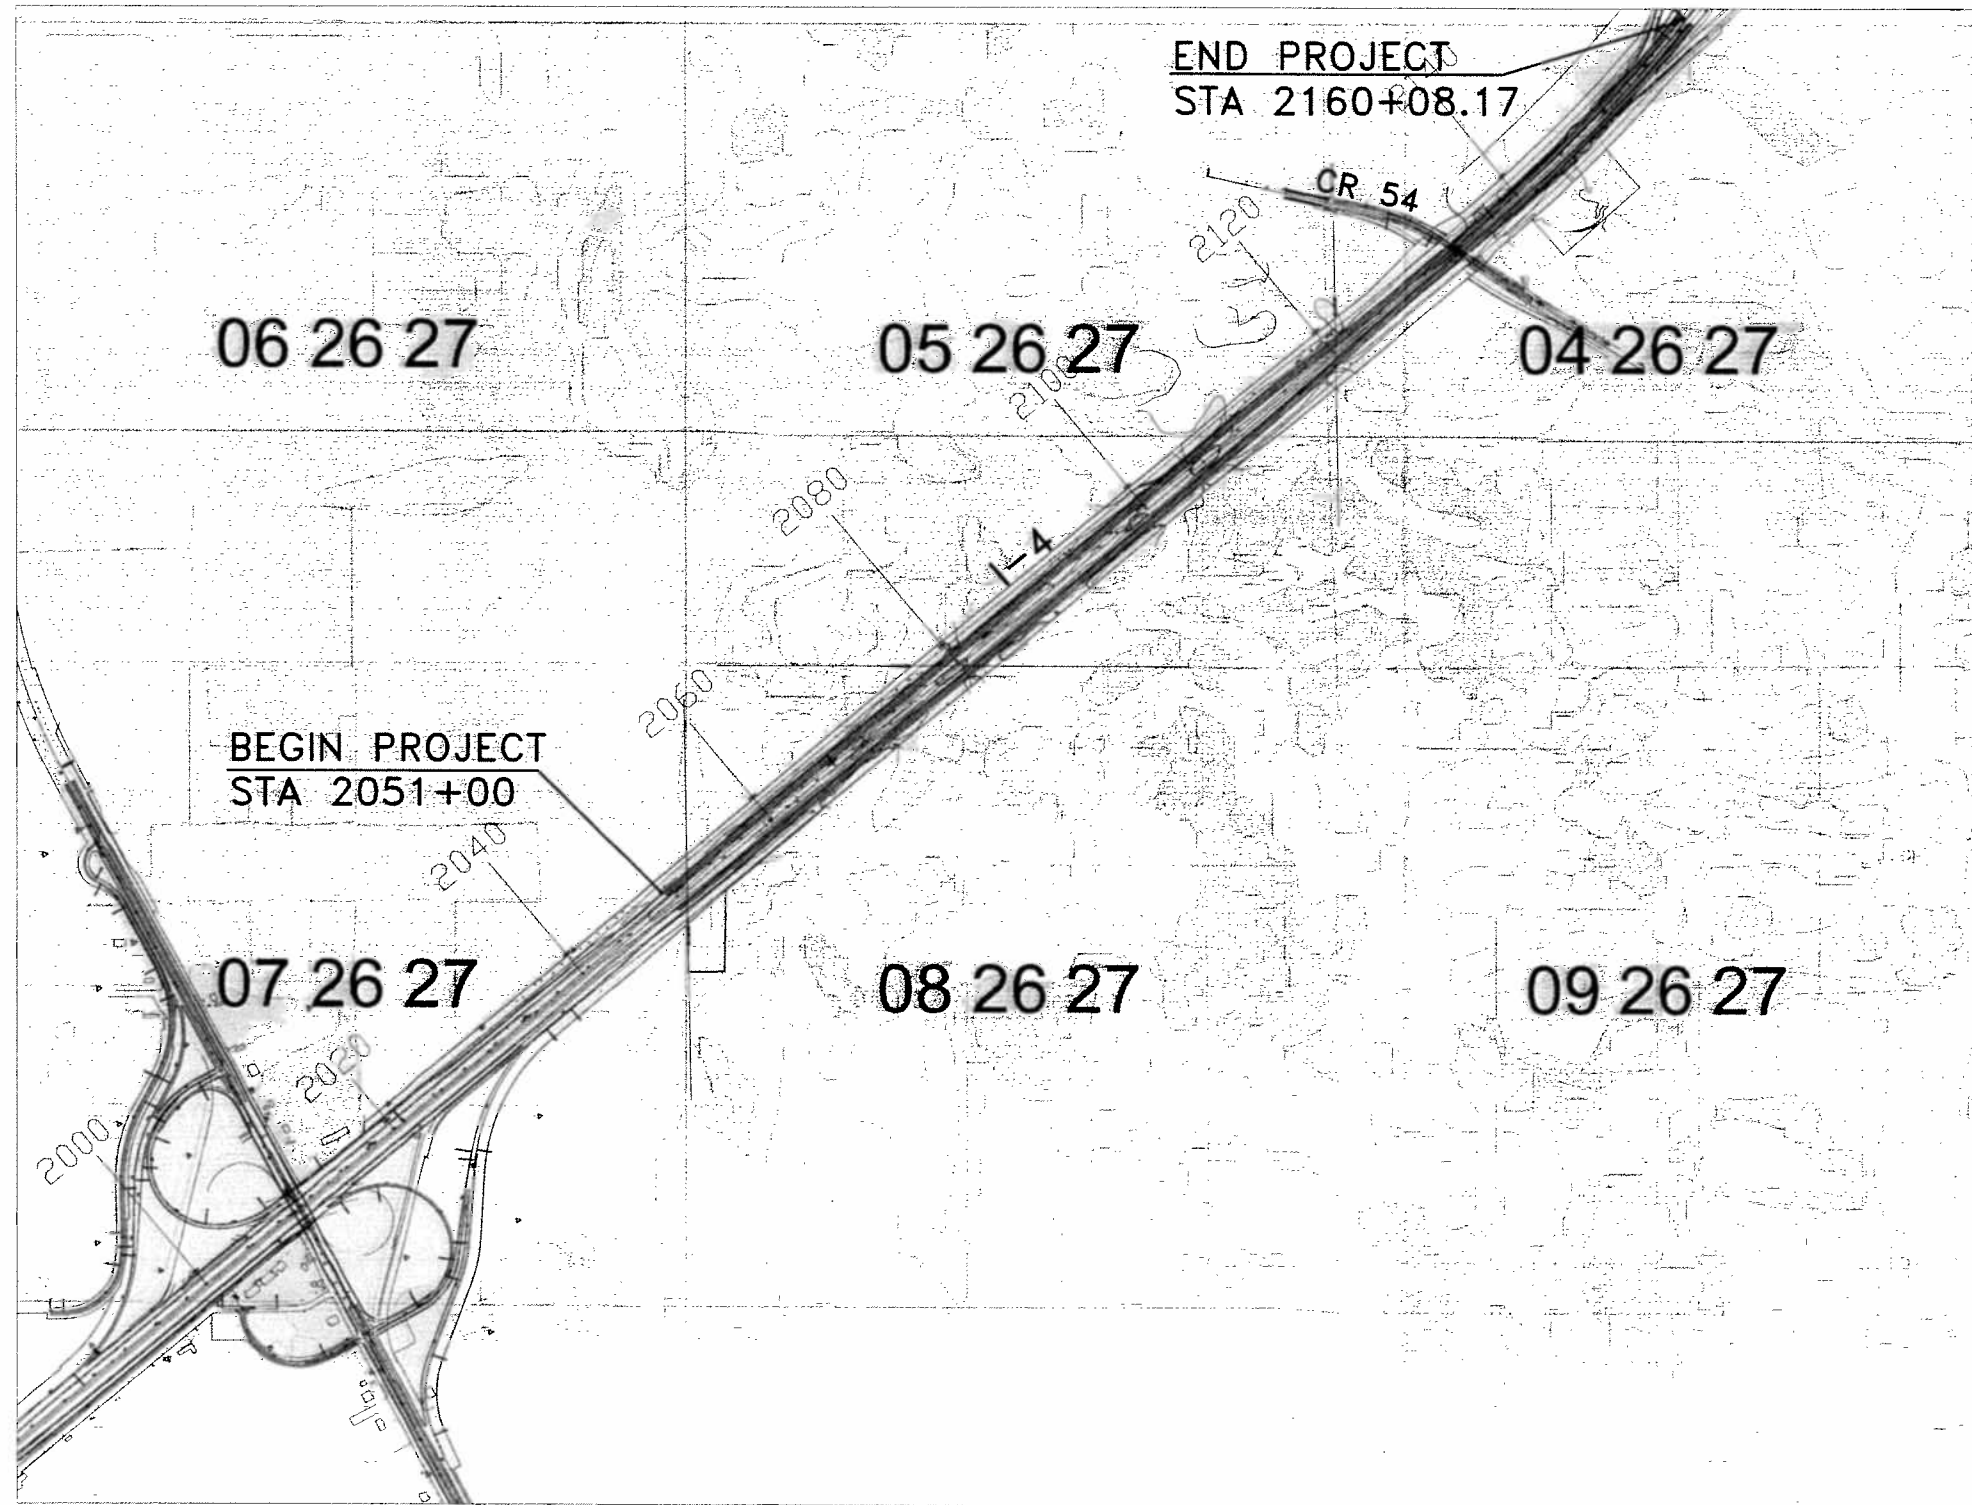 END PROJECT
STA 2160+08.17
CR 54
2120
06 26 27
05 26 27
04 26 27
2100
2080
I-4
2060
BEGIN PROJECT
STA 2051+00
2040
07 26 27
08 26 27
09 26 27
2020
2000